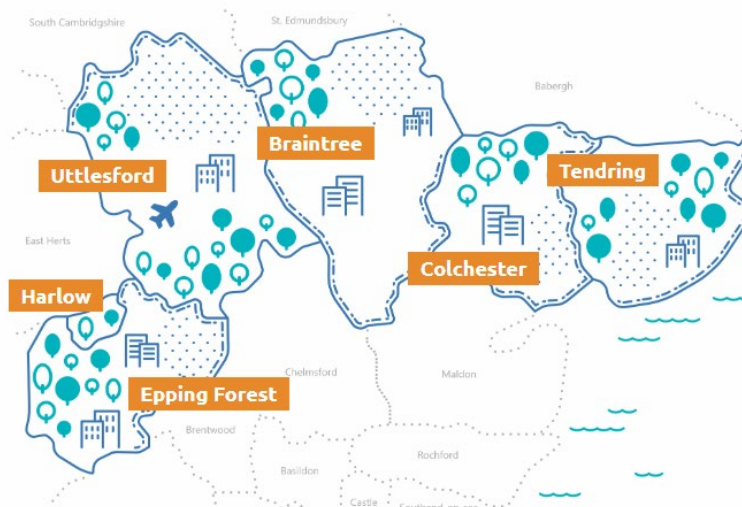 South Cambridgshire
St. Edmundsbury
Babergh
Braintree
Uttlesford
Tendring
East Herts
Colchester
Harlow
Chelmsford
Maldon
Epping Forest
Brentwood
Rochford
Basildon
Castle